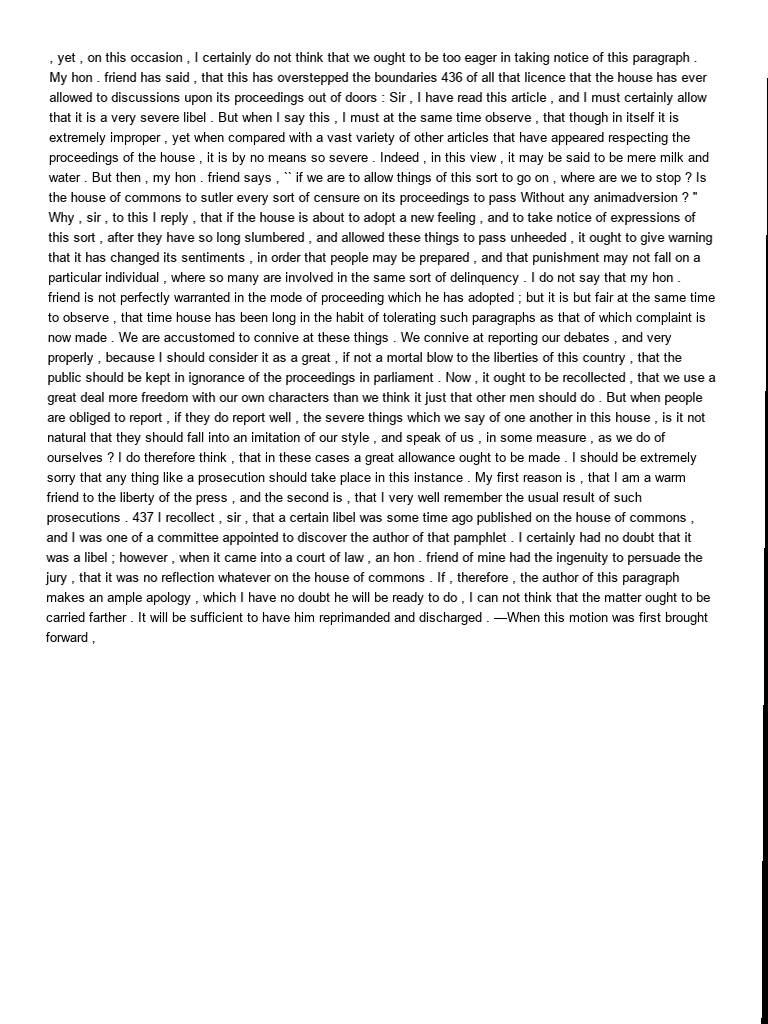 , yet , on this occasion , I certainly do not think that we ought to be too eager in taking notice of this paragraph .
My hon . friend has said , that this has overstepped the boundaries 436 of all that licence that the house has ever
allowed to discussions upon its proceedings out of doors : Sir , I have read this article , and I must certainly allow
that it is a very severe libel . But when I say this , I must at the same time observe , that though in itself it is
extremely improper , yet when compared with a vast variety of other articles that have appeared respecting the
proceedings of the house , it is by no means so severe . Indeed , in this view , it may be said to be mere milk and
water . But then , my hon . friend says , `` if we are to allow things of this sort to go on , where are we to stop ? Is
the house of commons to sutler every sort of censure on its proceedings to pass Without any animadversion ? "
Why , sir , to this I reply , that if the house is about to adopt a new feeling , and to take notice of expressions of
this sort , after they have so long slumbered , and allowed these things to pass unheeded , it ought to give warning
that it has changed its sentiments , in order that people may be prepared , and that punishment may not fall on a
particular individual , where so many are involved in the same sort of delinquency . I do not say that my hon .
friend is not perfectly warranted in the mode of proceeding which he has adopted ; but it is but fair at the same time
to observe , that time house has been long in the habit of tolerating such paragraphs as that of which complaint is
now made . We are accustomed to connive at these things . We connive at reporting our debates , and very
properly , because I should consider it as a great , if not a mortal blow to the liberties of this country , that the
public should be kept in ignorance of the proceedings in parliament . Now , it ought to be recollected , that we use a
great deal more freedom with our own characters than we think it just that other men should do . But when people
are obliged to report , if they do report well , the severe things which we say of one another in this house , is it not
natural that they should fall into an imitation of our style , and speak of us , in some measure , as we do of
ourselves ? I do therefore think , that in these cases a great allowance ought to be made . I should be extremely
sorry that any thing like a prosecution should take place in this instance . My first reason is , that I am a warm
friend to the liberty of the press , and the second is , that I very well remember the usual result of such
prosecutions . 437 I recollect , sir , that a certain libel was some time ago published on the house of commons ,
and I was one of a committee appointed to discover the author of that pamphlet . I certainly had no doubt that it
was a libel ; however , when it came into a court of law , an hon . friend of mine had the ingenuity to persuade the
jury , that it was no reflection whatever on the house of commons . If , therefore , the author of this paragraph
makes an ample apology , which I have no doubt he will be ready to do , I can not think that the matter ought to be
carried farther . It will be sufficient to have him reprimanded and discharged . —When this motion was first brought
forward ,